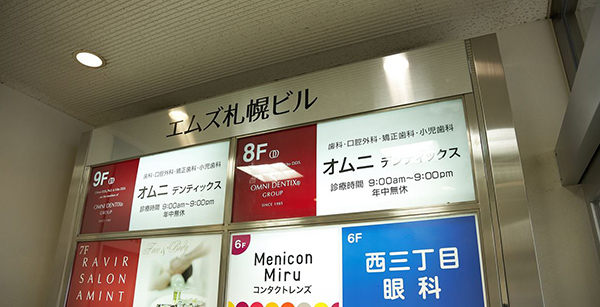 エムズ札幌ビル
9F
OMNI DENTIX®
GROUP
歯科・口腔外科・矯正歯科・小児歯科
オムニ デンティックス
診療時間 9:00am〜9:00pm
年中無休
8F
OMNI DENTIX®
GROUP
SINCE 1985
歯科・口腔外科・矯正歯科・小児歯科
オムニ デンティックス
診療時間 9:00am〜9:00pm
年中無休
7F
RAVIR
SALON
AMINT
Face & Body
6F
Menicon
Miru
コンタクトレンズ
6F
西三丁目
眼科